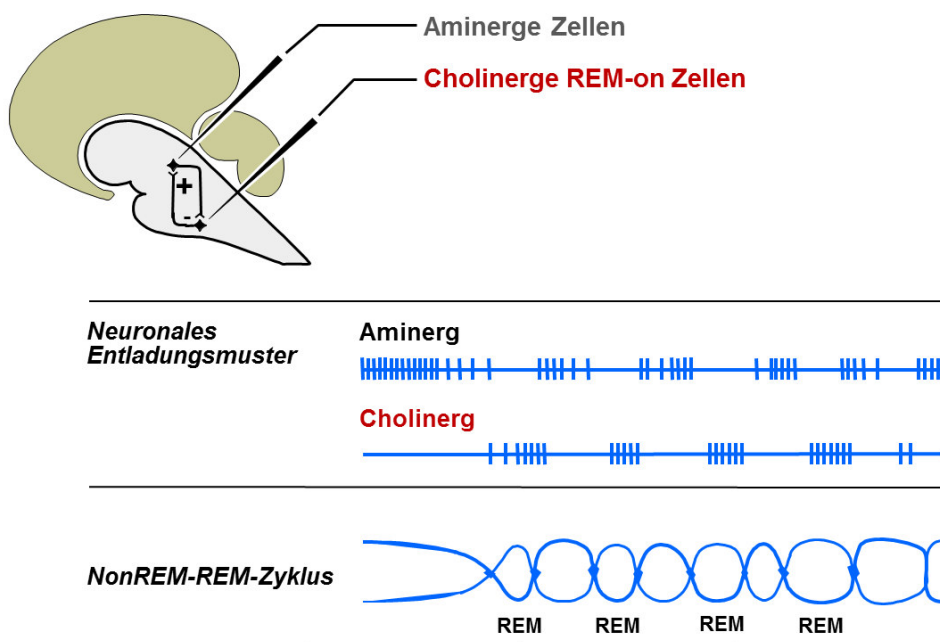 Aminerge Zellen
Cholinerge REM-on Zellen
+
-
Neuronales
Entladungsmuster
Aminerg
Cholinerg
NonREM-REM-Zyklus
REM REM REM REM